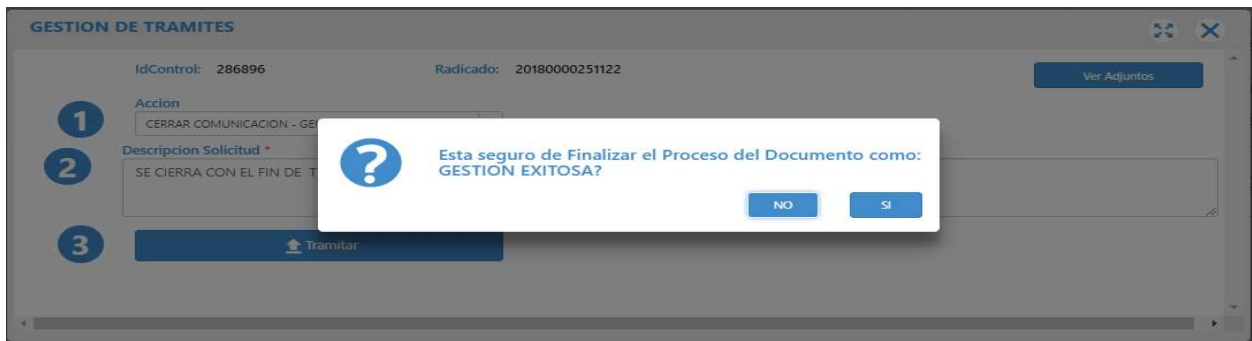 GESTION DE TRAMITES
IdControl: 286896 Radicado: 20180000251122
Ver Adjuntos
1 Accion
CERRAR COMUNICACION -
2 Descripcion Solicitud *
SE CIERRA CON EL FIN DE
Esta seguro de Finalizar el Proceso del Documento como:
GESTION EXITOSA?
NO SI
3 Tramitar